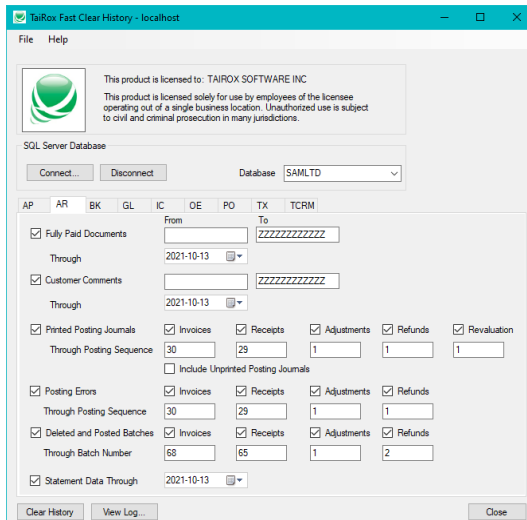 TaiRox Fast Clear History - localhost
File Help
This product is licensed to: TAIROX SOFTWARE INC
This product is licensed solely for use by employees of the licensee
operating out of a single business location. Unauthorized use is subject
to civil and criminal prosecution in many jurisdictions.
SQL Server Database
Connect... Disconnect Database SAMLTD
AP AR BK GL IC OE PO TX TCRM
From To
Fully Paid Documents ZZZZZZZZZZZZ
Through 2021-10-13
Customer Comments ZZZZZZZZZZZZ
Through 2021-10-13
Printed Posting Journals Invoices Receipts Adjustments Refunds Revaluation
Through Posting Sequence 30 29 1 1 1
Include Unprinted Posting Journals
Posting Errors Invoices Receipts Adjustments Refunds
Through Posting Sequence 30 29 1 1
Deleted and Posted Batches Invoices Receipts Adjustments Refunds
Through Batch Number 68 65 1 2
Statement Data Through 2021-10-13
Clear History View Log... Close